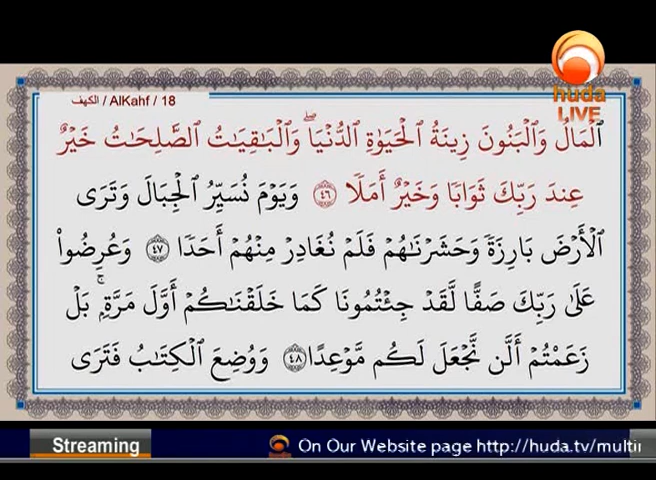 huda
LIVE
الكهف / AlKahf / 18
ٱلْمَالُ وَٱلْبَنُونَ زِينَةُ ٱلْحَيَوٰةِ ٱلدُّنْيَا ۖ وَٱلْبَـٰقِيَـٰتُ ٱلصَّـٰلِحَـٰتُ خَيْرٌ
عِندَ رَبِّكَ ثَوَابًا وَخَيْرٌ أَمَلًا ٤٦ وَيَوْمَ نُسَيِّرُ ٱلْجِبَالَ وَتَرَى
ٱلْأَرْضَ بَارِزَةً وَحَشَرْنَـٰهُمْ فَلَمْ نُغَادِرْ مِنْهُمْ أَحَدًا ٤٧ وَعُرِضُوا۟
عَلَىٰ رَبِّكَ صَفًّا لَّقَدْ جِئْتُمُونَا كَمَا خَلَقْنَـٰكُمْ أَوَّلَ مَرَّةٍۭ ۚ بَلْ
زَعَمْتُمْ أَلَّن نَّجْعَلَ لَكُم مَّوْعِدًا ٤٨ وَوُضِعَ ٱلْكِتَـٰبُ فَتَرَى
Streaming
On Our Website page http://huda.tv/multin